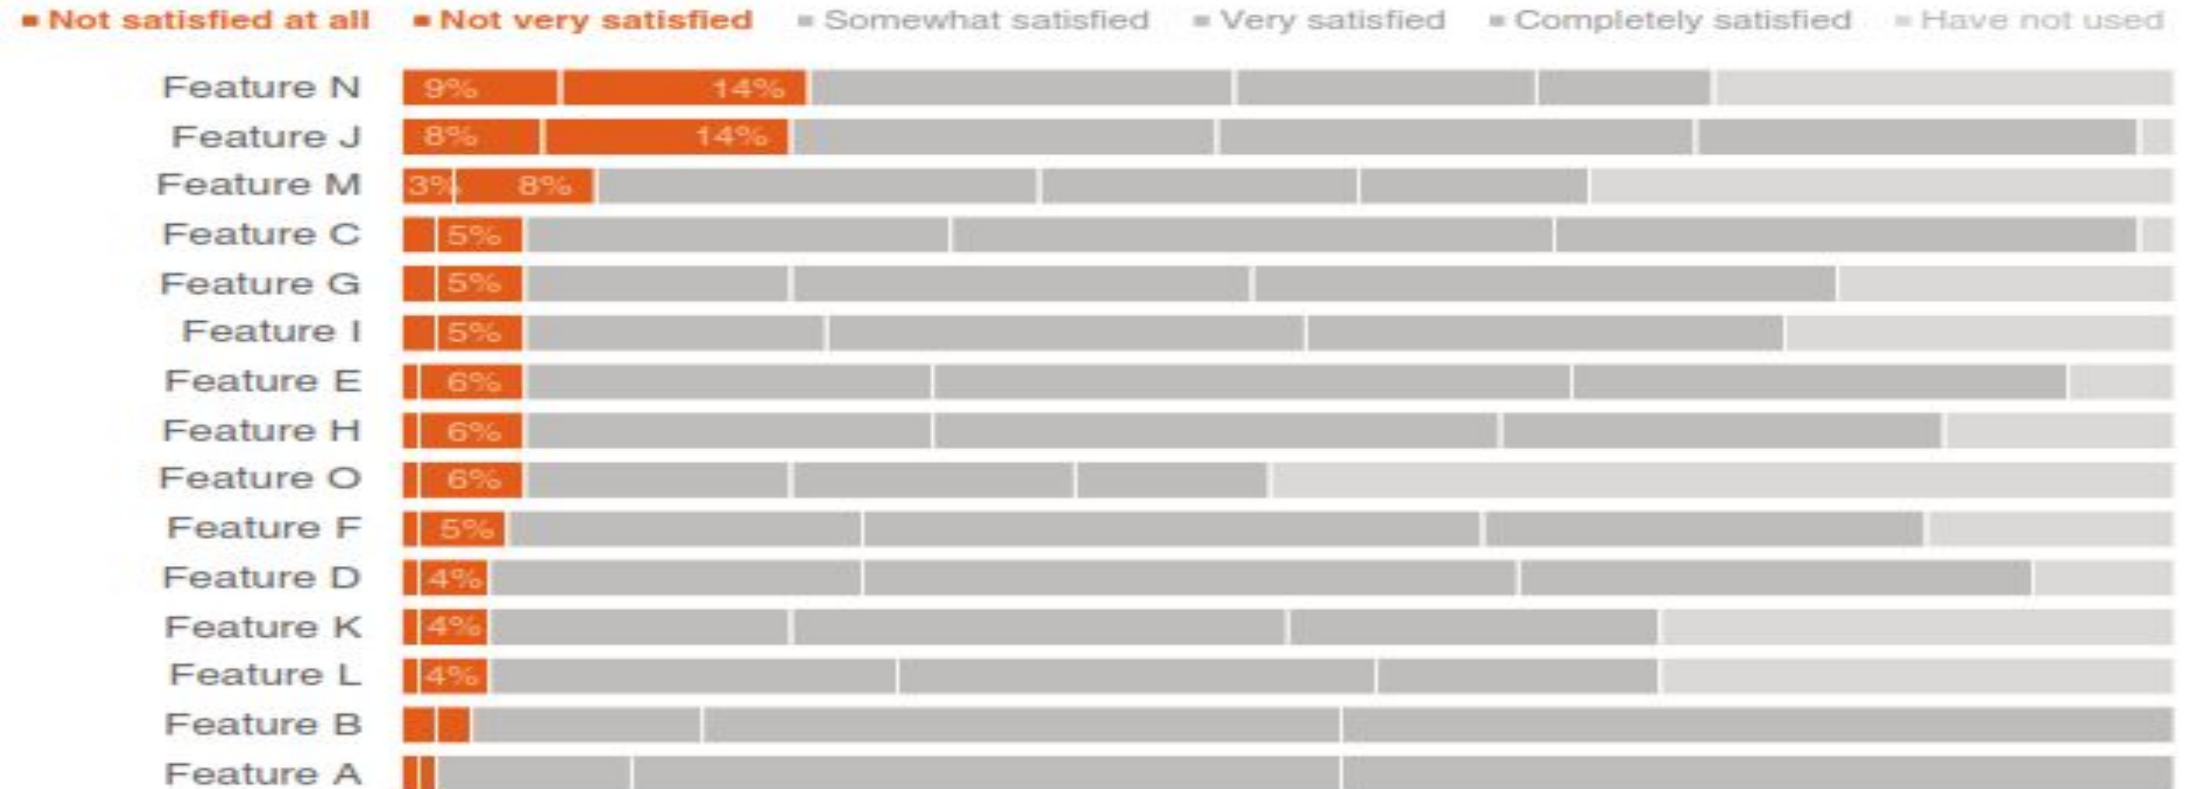 Not satisfied at all Not very satisfied Somewhat satisfied Very satisfied Completely satisfied Have not used
Feature N 9% 14%
Feature J 8% 14%
Feature M 3% 8%
Feature C 5%
Feature G 5%
Feature I 5%
Feature E 6%
Feature H 6%
Feature O 6%
Feature F 5%
Feature D 4%
Feature K 4%
Feature L 4%
Feature B
Feature A